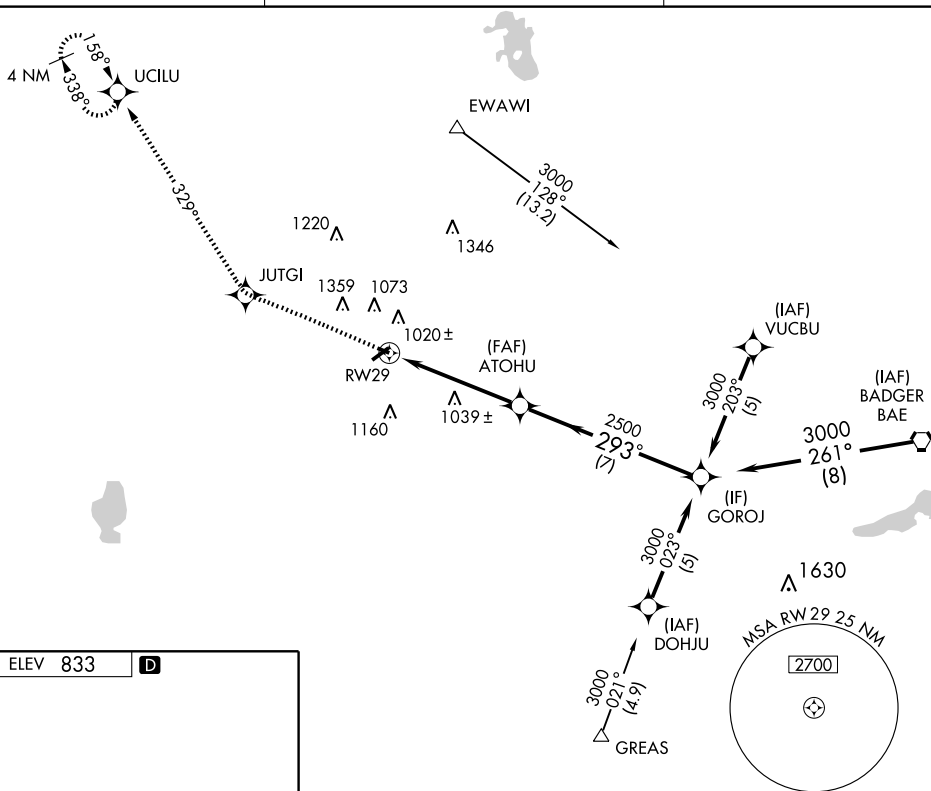 158°
4 NM
338°
UCILU
EWAWI
3000
128°
(13.2)
329°
1220
1346
JUTGI
1359
1073
1020±
RW29
(FAF)
ATOHU
(IAF)
VUCBU
3000
203°
(5)
(IAF)
BADGER
BAE
1160
1039±
2500
293°
(7)
3000
261°
(8)
(IF)
GOROJ
3000
023°
(5)
1630
(IAF)
DOHJU
MSA RW29 25 NM
2700
ELEV 833
D
3000
021°
(4.9)
GREAS